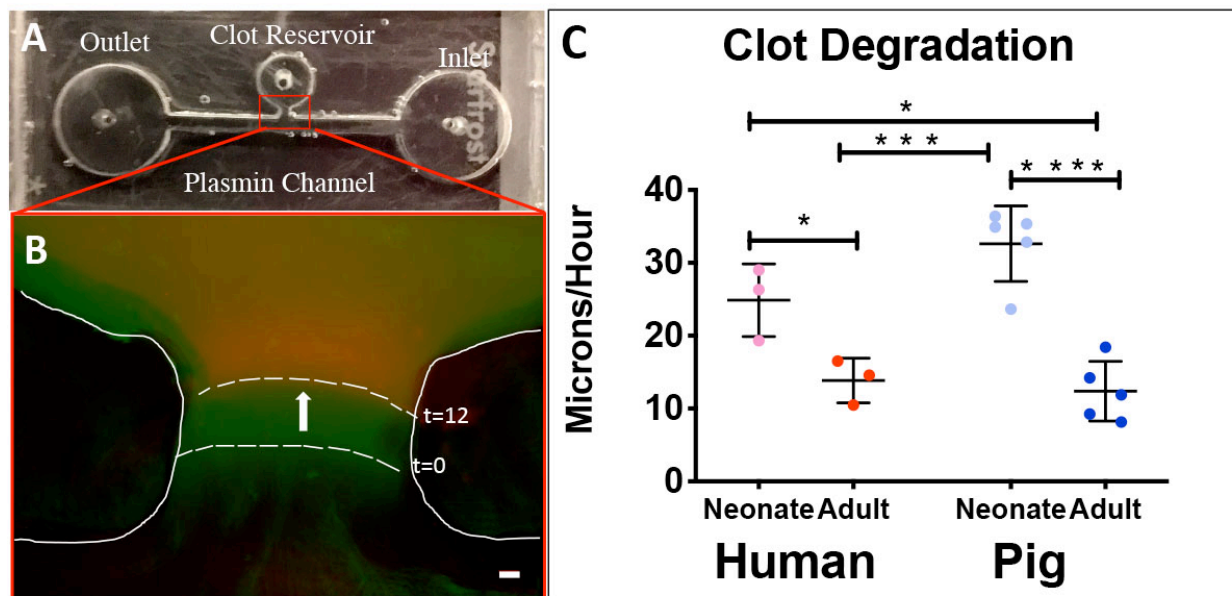 A
Outlet
Clot Reservoir
Inlet
Plasmin Channel
B
t=12
t=0
C
Clot Degradation
*
* * *
* ****
*
Microns/Hour
40
30
20
10
0
Neonate Adult Neonate Adult
Human Pig